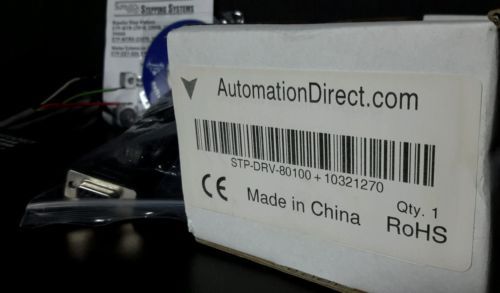 STEPPING SYSTEMS
AutomationDirect.com
STP-DRV-80100 + 10321270
CE
Made in China
Qty. 1
RoHS